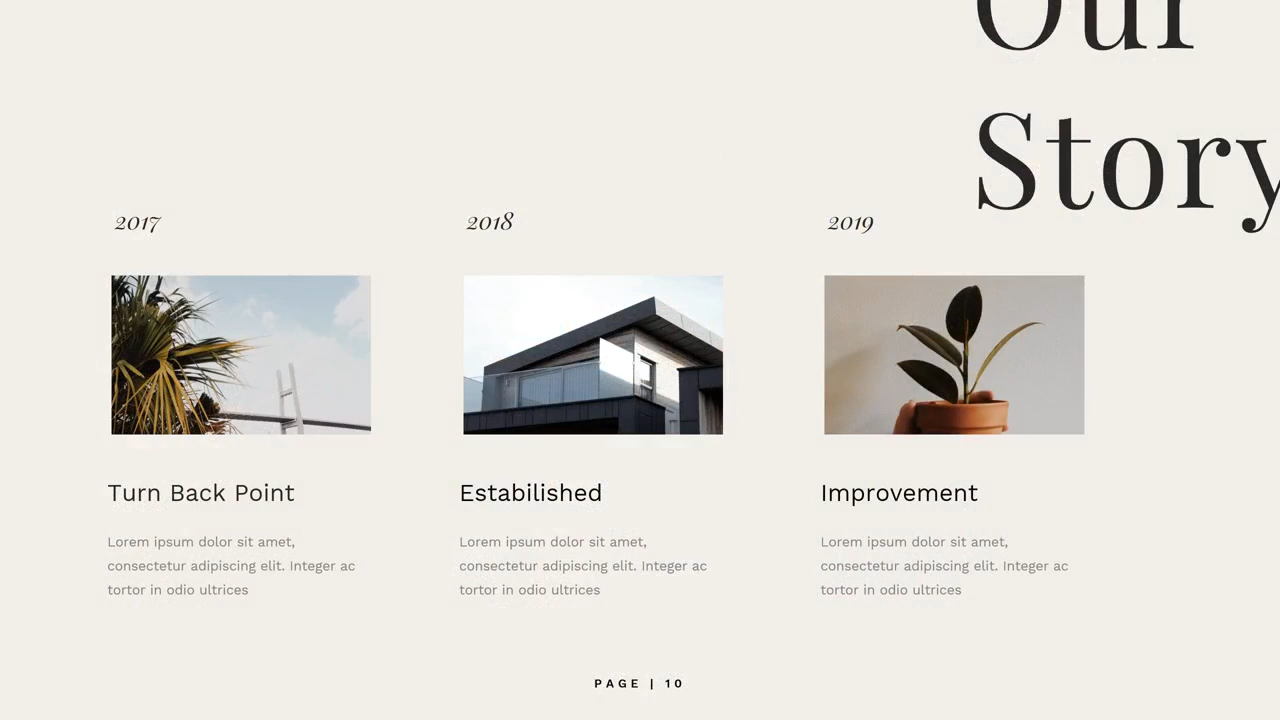 Our
Story
2017
2018
2019
Turn Back Point
Lorem ipsum dolor sit amet,
consectetur adipiscing elit. Integer ac
tortor in odio ultrices
Estabilished
Lorem ipsum dolor sit amet,
consectetur adipiscing elit. Integer ac
tortor in odio ultrices
Improvement
Lorem ipsum dolor sit amet,
consectetur adipiscing elit. Integer ac
tortor in odio ultrices
PAGE | 10